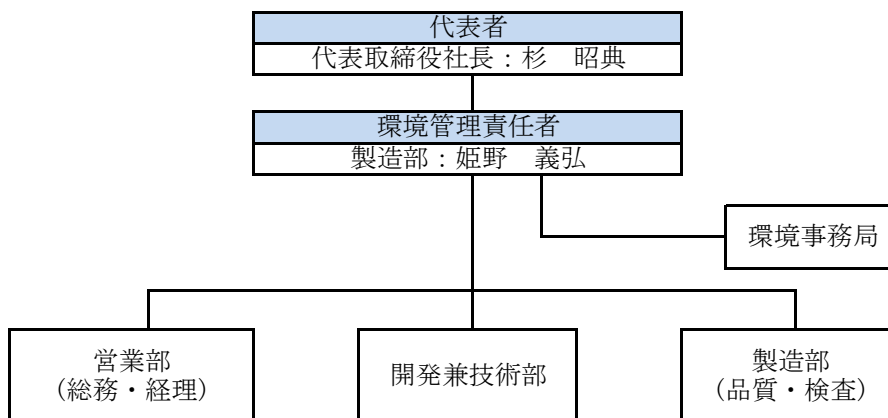 代表者
代表取締役社長：杉　昭典
環境管理責任者
製造部：姫野　義弘
環境事務局
営業部
（総務・経理）
開発兼技術部
製造部
（品質・検査）